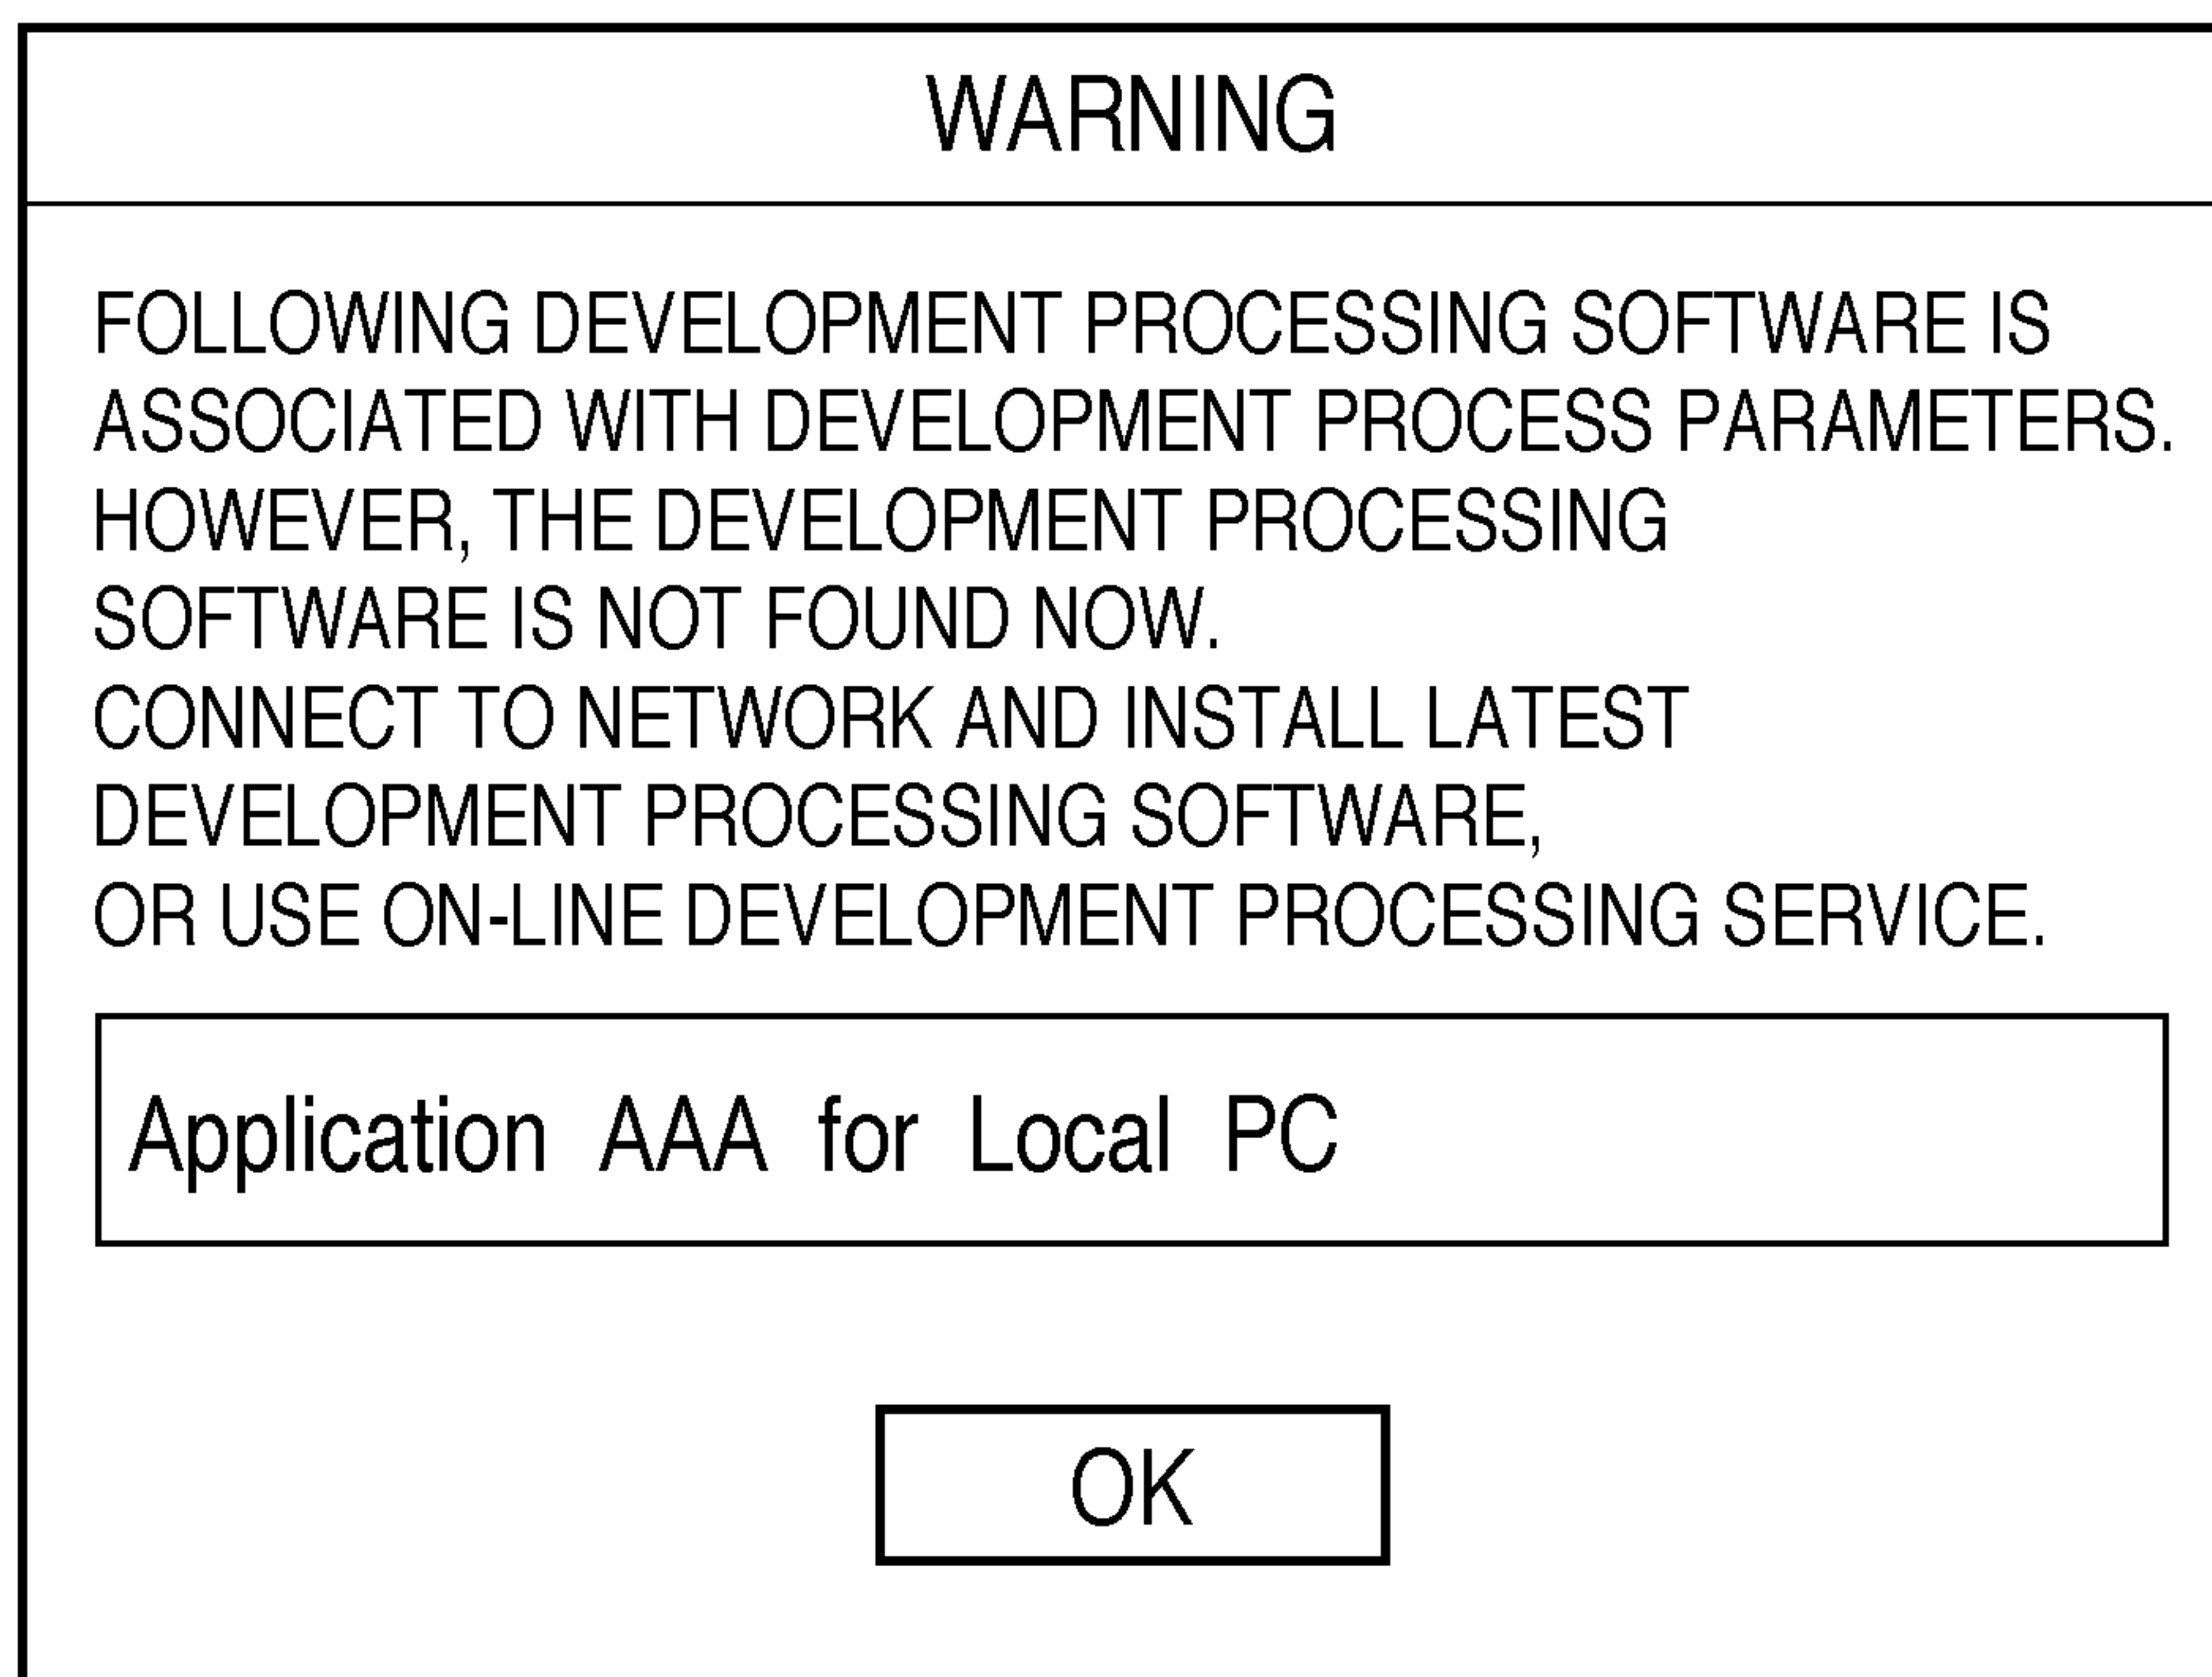 WARNING
FOLLOWING DEVELOPMENT PROCESSING SOFTWARE IS
ASSOCIATED WITH DEVELOPMENT PROCESS PARAMETERS.
HOWEVER, THE DEVELOPMENT PROCESSING
SOFTWARE IS NOT FOUND NOW.
CONNECT TO NETWORK AND INSTALL LATEST
DEVELOPMENT PROCESSING SOFTWARE,
OR USE ON-LINE DEVELOPMENT PROCESSING SERVICE.
Application AAA for Local PC
OK